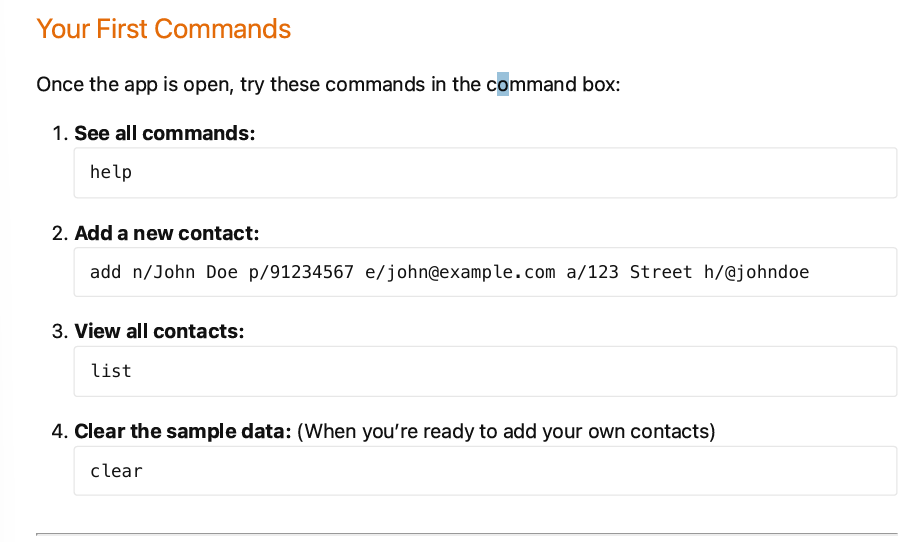 Your First Commands
Once the app is open, try these commands in the command box:
1. See all commands:
help
2. Add a new contact:
add n/John Doe p/91234567 e/john@example.com a/123 Street h/@johndoe
3. View all contacts:
list
4. Clear the sample data: (When you’re ready to add your own contacts)
clear